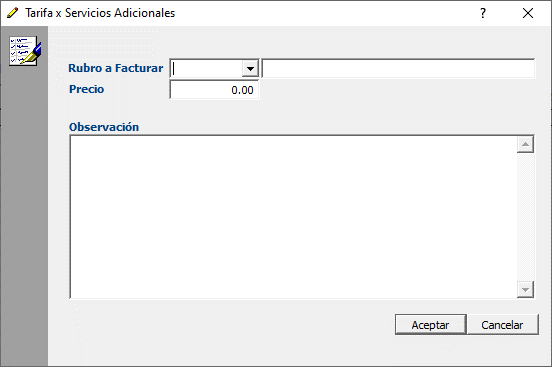 Tarifa x Servicios Adicionales
Rubro a Facturar
Precio 0.00
Observación
Aceptar Cancelar